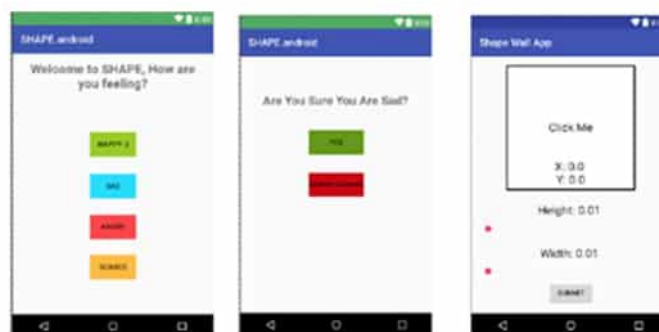 SHAPE.android
Welcome to SHAPE, How are
you feeling?
HAPPY :)
SAD
ANGRY
SCARED
SHAPE.android
Are You Sure You Are Sad?
YES
Shape Wall App
Click Me
X: 0.0
Y: 0.0
Height: 0.01
Width: 0.01
SUBMIT